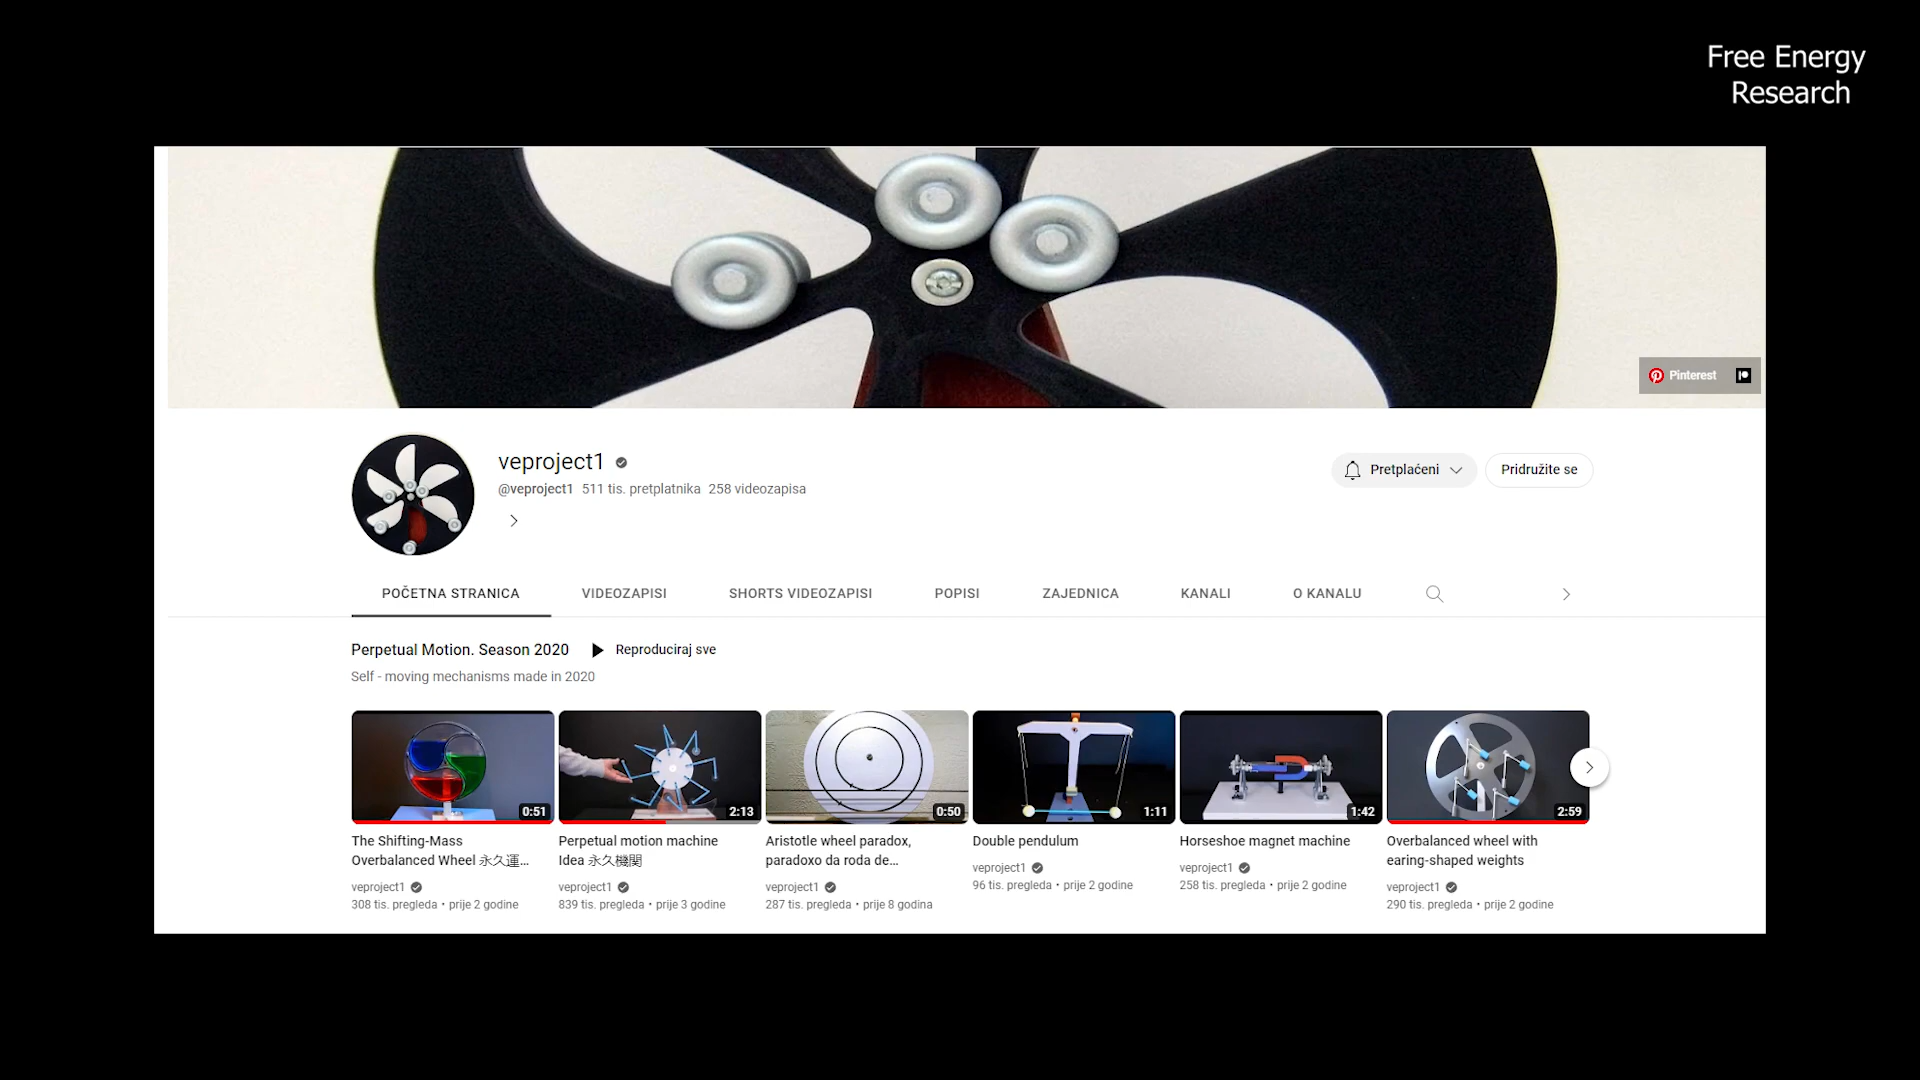 Free Energy
Research
Pinterest
veproject1
@veproject1 511 tis. pretplatnika 258 videozapisa
Pretplaćeni
Pridružite se
POČETNA STRANICA VIDEOZAPISI SHORTS VIDEOZAPISI POPISI ZAJEDNICA KANALI O KANALU
Perpetual Motion. Season 2020 Reproduciraj sve
Self - moving mechanisms made in 2020
0:51
2:13
0:50
1:11
1:42
2:59
The Shifting-Mass
Overbalanced Wheel 永久運...
veproject1
308 tis. pregleda • prije 2 godine
Perpetual motion machine
Idea 永久機関
veproject1
839 tis. pregleda • prije 3 godina
Aristotle wheel paradox,
paradoxo da roda de...
veproject1
287 tis. pregleda • prije 8 godina
Double pendulum
veproject1
96 tis. pregleda • prije 2 godine
Horseshoe magnet machine
veproject1
258 tis. pregleda • prije 2 godine
Overbalanced wheel with
earing-shaped weights
veproject1
290 tis. pregleda • prije 2 godine